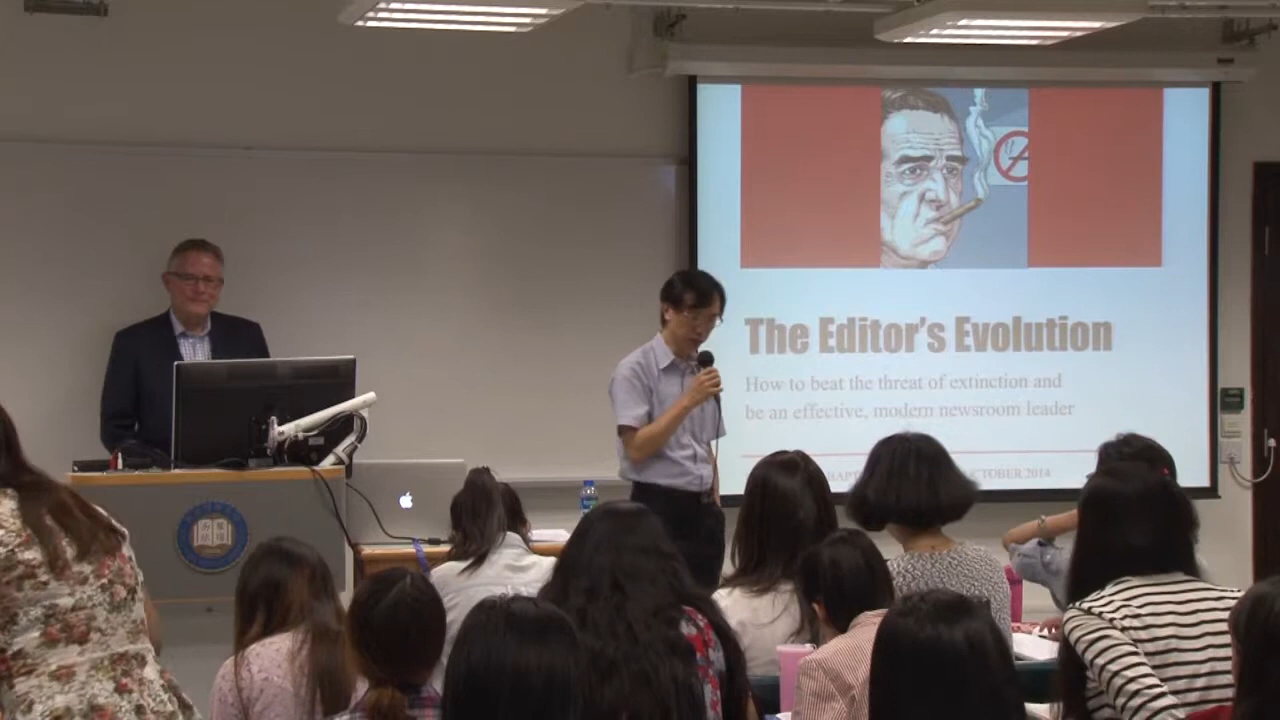 The Editor's Evolution
How to beat the threat of extinction and
be an effective, modern newsroom leader
OCTOBER 2014